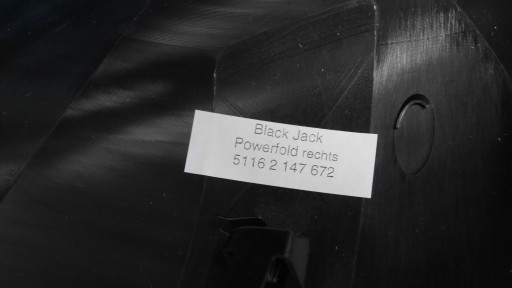 Black Jack
Powerfold rechts
5116 2 147 672